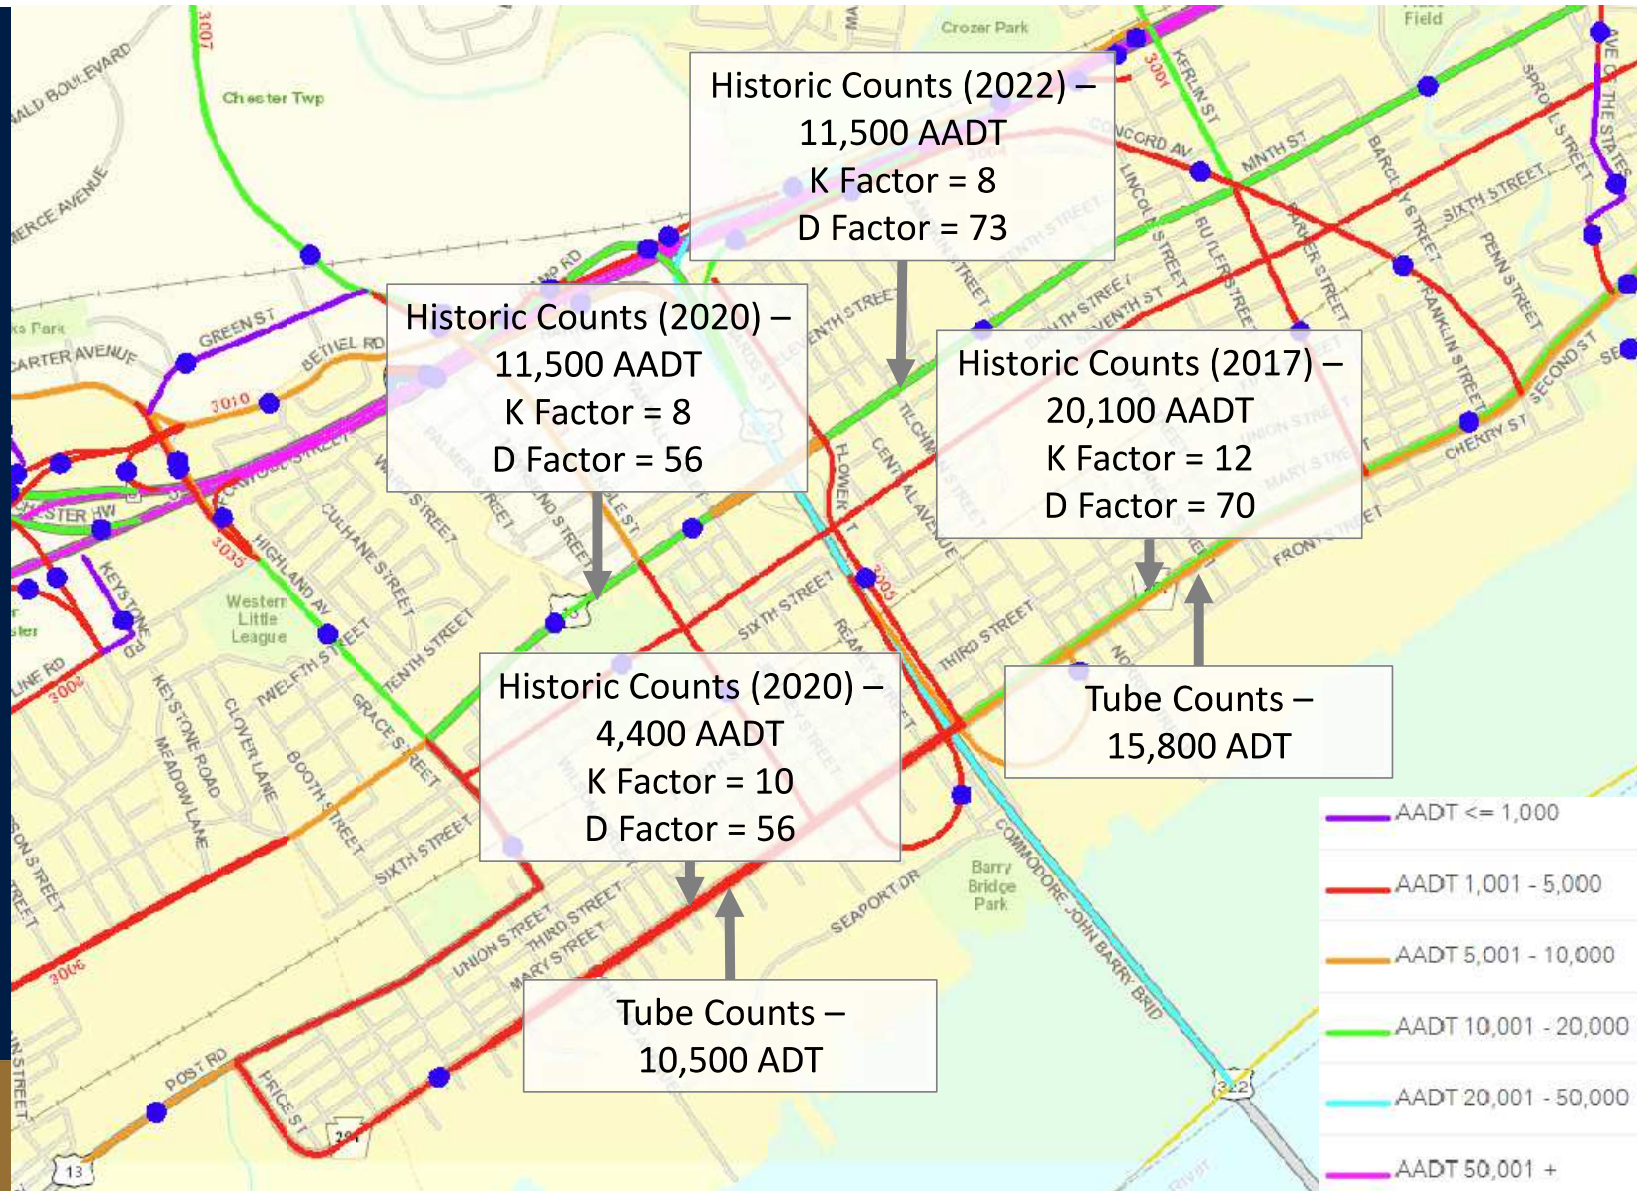 Crozer Park
Field
3007
KERLIN ST
3001
AVE OF THE STATES
Chester Twp
Historic Counts (2022) –
11,500 AADT
K Factor = 8
D Factor = 73
CONCORD AV
NINTH ST
SIXTH STREET
PENN STREET
FRANKLIN STREET
PARKER STREET
GREEN ST
BETHEL RD
CARTER AVENUE
3010
Historic Counts (2020) –
11,500 AADT
K Factor = 8
D Factor = 56
Historic Counts (2017) –
20,100 AADT
K Factor = 12
D Factor = 70
SECOND ST
CHERRY ST
FRONT STREET
CULHANE STREET
HIGHLAND AV
3035
KEYSTONE
RD
Western
Little
League
TWELFTH STREET
TENTH STREET
GRACE STREET
KEYSTONE ROAD
MEADOW LANE
CLOVER LANE
BOOTH STREET
SIXTH STREET
SIXTH STREET
THIRD STREET
CENTRAL AVENUE
3005
Historic Counts (2020) –
4,400 AADT
K Factor = 10
D Factor = 56
Tube Counts –
15,800 ADT
Barry
Bridge
Park
COMMODORE JOHN BARRY BRID
SEAPORT DR
UNION STREET
THIRD STREET
MARY STREET
3006
Tube Counts –
10,500 ADT
POST RD
PRICE ST
291
13
322
AADT <= 1,000
AADT 1,001 - 5,000
AADT 5,001 - 10,000
AADT 10,001 - 20,000
AADT 20,001 - 50,000
AADT 50,001 +